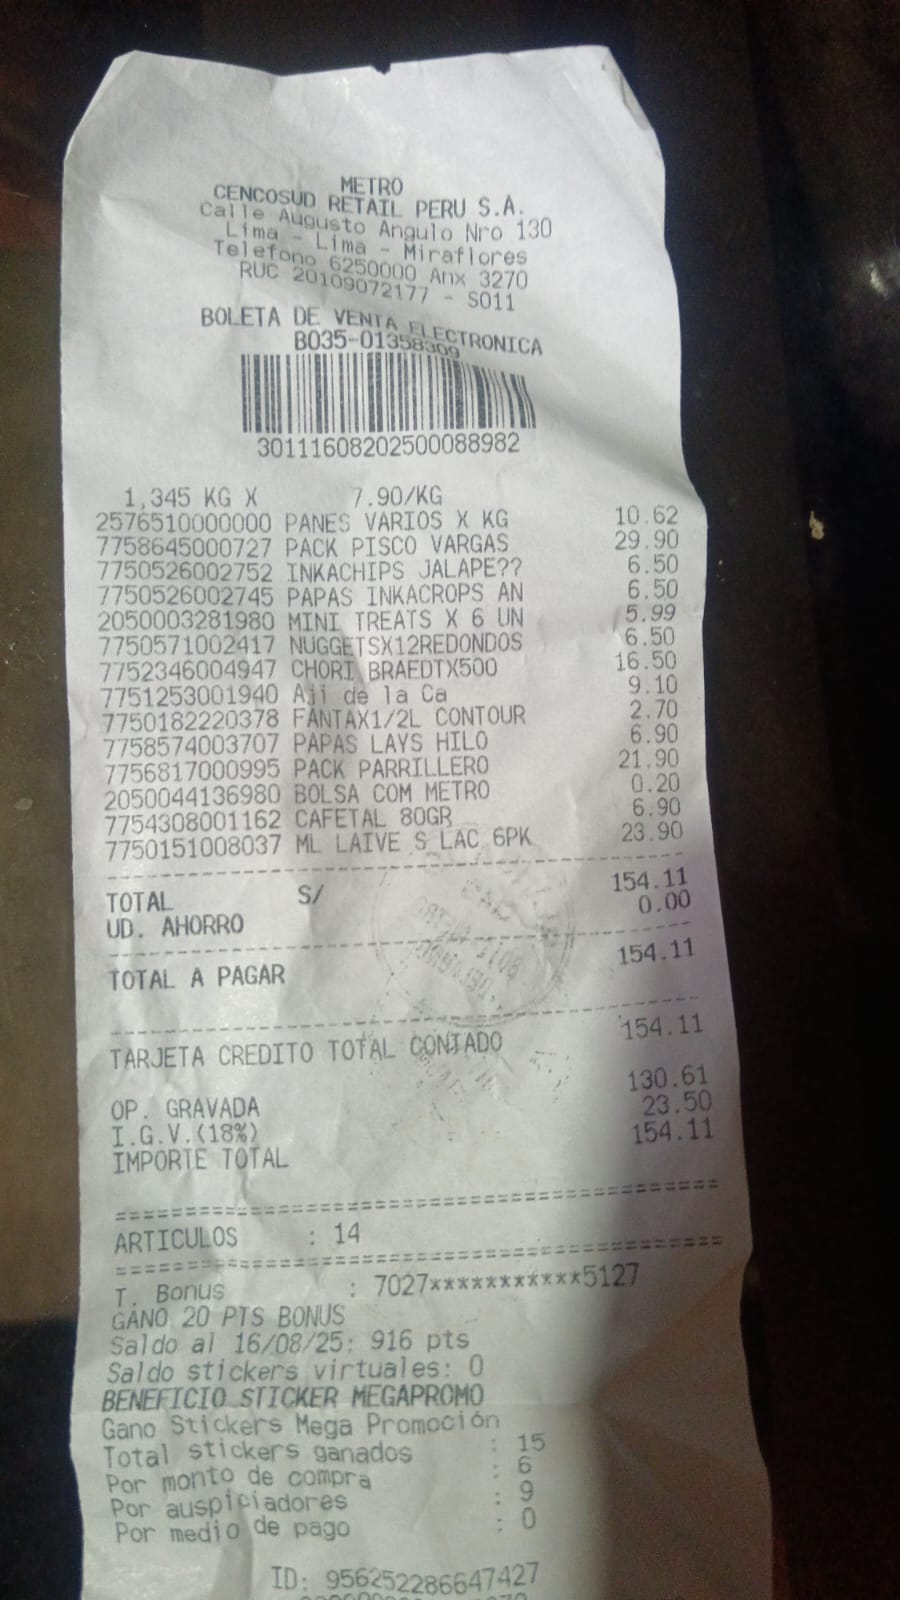 METRO
CENCOSUD RETAIL PERU S.A.
Calle Augusto Angulo Nro 130
Lima - Lima - Miraflores
Telefono 6250000 Anx 3270
RUC 20109072177 - S011
BOLETA DE VENTA ELECTRONICA
B035-01358309
30111608202500088982
1,345 KG X 7.90/KG
2576510000000 PANES VARIOS X KG 10.62
7758645000727 PACK PISCO VARGAS 29.90
7750526002752 INKACHIPS JALAPE?? 6.50
7750526002745 PAPAS INKACROPS AN 6.50
2050003281980 MINI TREATS X 6 UN 5.99
7750571002417 NUGGETSX12REDONDOS 6.50
7752346004947 CHORI BRAEDTX500 16.50
7751253001940 Aji de la Ca 9.10
7750182220378 FANTAX1/2L CONTOUR 2.70
7758574003707 PAPAS LAYS HILO 6.90
7756817000995 PACK PARRILLERO 21.90
2050044136980 BOLSA COM METRO 0.20
7754308001162 CAFETAL 80GR 6.90
7750151008037 ML LAIVE S LAC 6PK 23.90
TOTAL S/ 154.11
UD. AHORRO 0.00
TOTAL A PAGAR 154.11
TARJETA CREDITO TOTAL CONTADO 154.11
OP. GRAVADA 130.61
I.G.V.(18%) 23.50
IMPORTE TOTAL 154.11
ARTICULOS : 14
T. Bonus : 7027***********5127
GANO 20 PTS BONUS
Saldo al 16/08/25: 916 pts
Saldo stickers virtuales: 0
BENEFICIO STICKER MEGAPROMO
Gano Stickers Mega Promoción
Total stickers ganados : 15
Por monto de compra : 6
Por auspiciadores : 9
Por medio de pago : 0
ID: 956252286647427